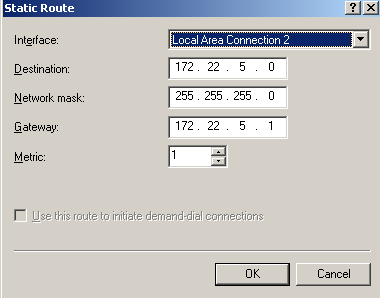 Static Route
Interface: Local Area Connection 2
Destination: 172 . 22 . 5 . 0
Network mask: 255 . 255 . 255 . 0
Gateway: 172 . 22 . 5 . 1
Metric: 1
Use this route to initiate demand-dial connections
OK Cancel